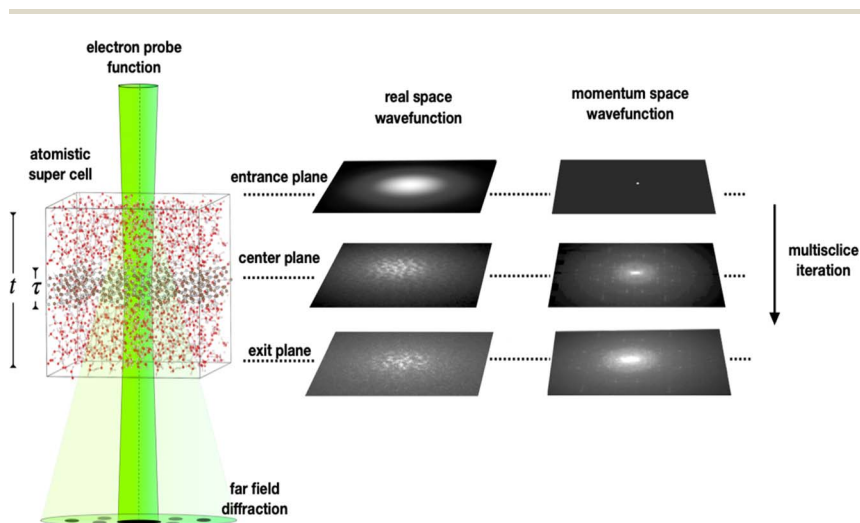 electron probe
function
real space
wavefunction
momentum space
wavefunction
atomistic
super cell
entrance plane
center plane
t
τ
multisclice
iteration
exit plane
far field
diffraction